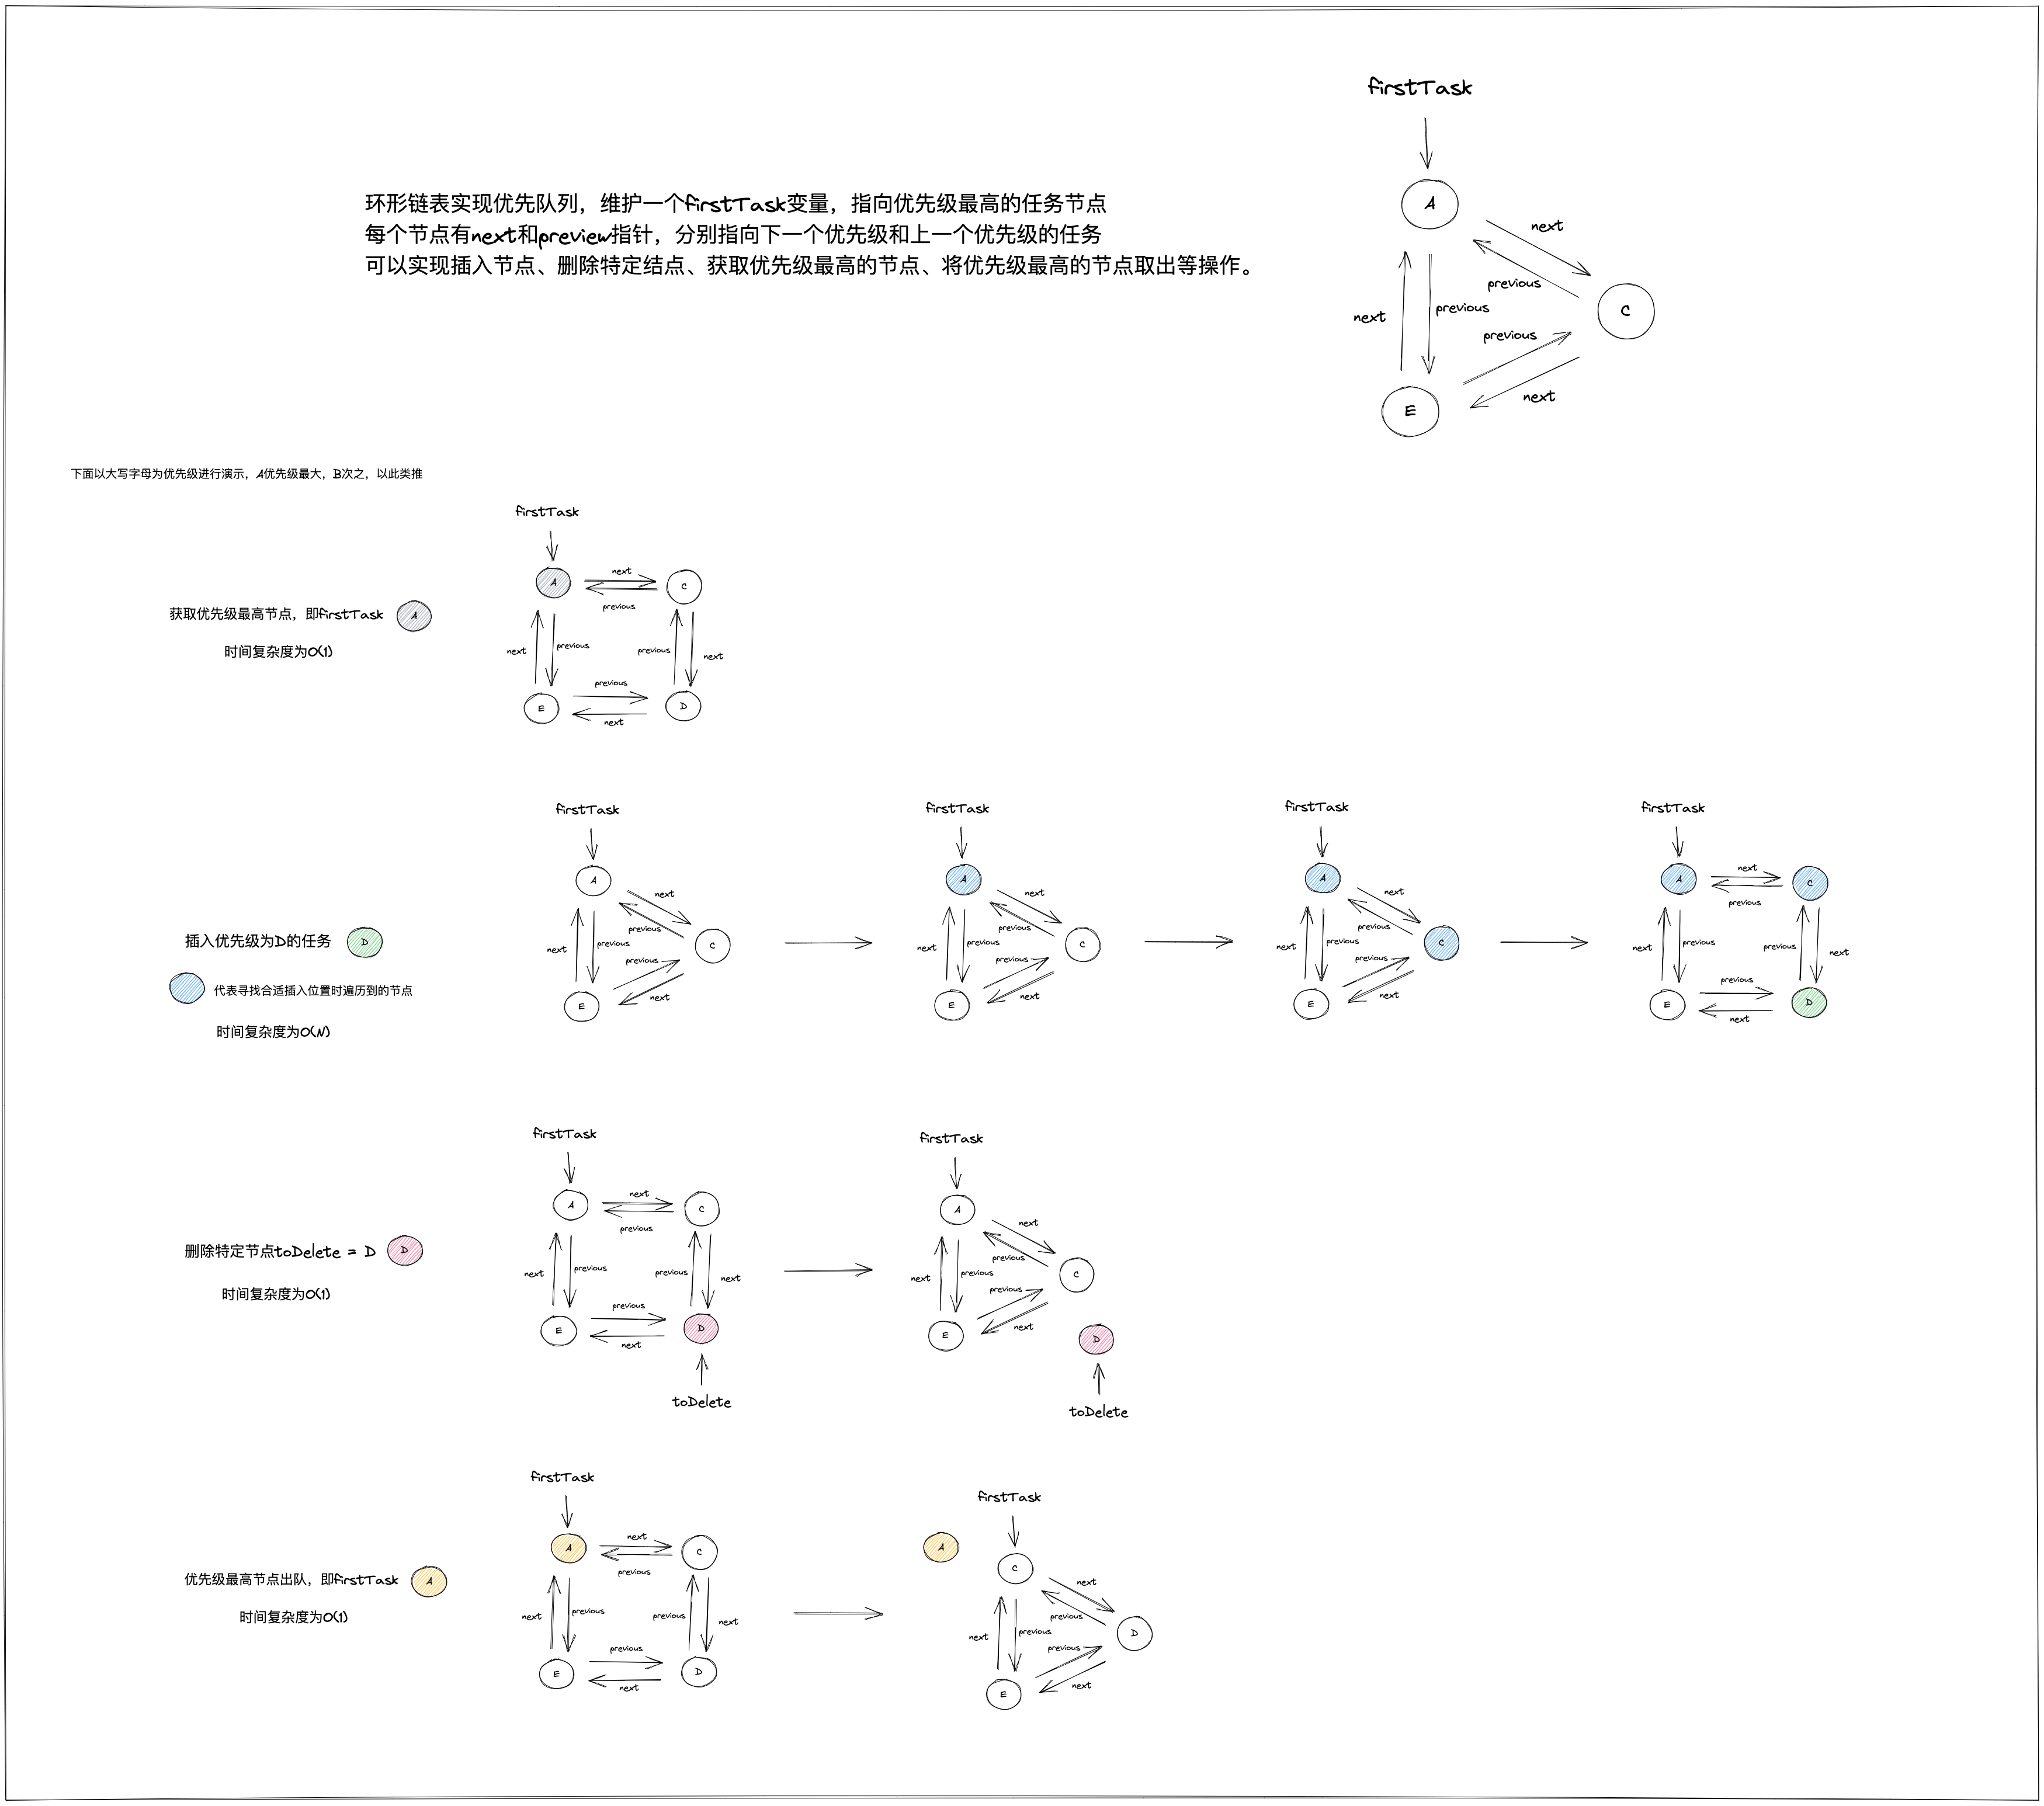 firstTask
环形链表实现优先队列，维护一个firstTask变量，指向优先级最高的任务节点
每个节点有next和preview指针，分别指向下一个优先级和上一个优先级的任务
可以实现插入节点、删除特定结点、获取优先级最高的节点、将优先级最高的节点取出等操作。
A
next
previous
C
next
previous
previous
E
next
下面以大写字母为优先级进行演示，A优先级最大，B次之，以此类推
firstTask
A
next
C
previous
获取优先级最高节点，即firstTask
A
时间复杂度为O(1)
next
previous
previous
next
previous
E
D
next
firstTask
firstTask
firstTask
firstTask
A
next
previous
C
next
previous
previous
E
next
A
next
previous
C
next
previous
previous
E
next
A
next
previous
C
next
previous
previous
E
next
A
next
C
previous
next
previous
previous
next
previous
E
D
next
插入优先级为D的任务
D
代表寻找合适插入位置时遍历到的节点
时间复杂度为O(N)
firstTask
firstTask
A
next
C
previous
next
previous
previous
next
previous
E
D
next
toDelete
A
next
previous
C
next
previous
previous
E
next
D
toDelete
删除特定节点toDelete = D
D
时间复杂度为O(1)
firstTask
firstTask
A
next
C
previous
next
previous
previous
next
previous
E
D
next
A
C
next
previous
D
next
previous
previous
E
next
优先级最高节点出队，即firstTask
A
时间复杂度为O(1)